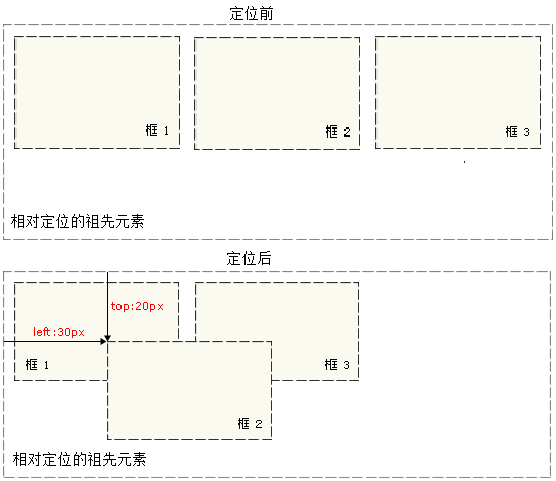 定位前
框 1
框 2
框 3
相对定位的祖先元素
定位后
top:20px
left:30px
框 1
框 3
框 2
相对定位的祖先元素